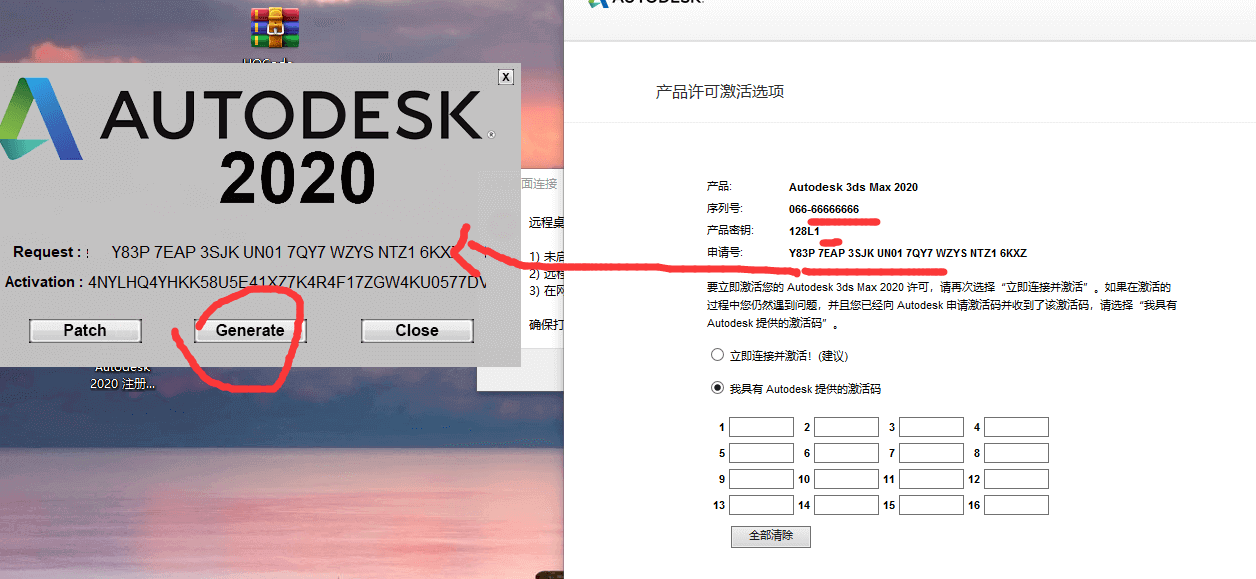 AUTODESK.
X
AUTODESK
2020
Request :
Y83P 7EAP 3SJK UN01 7QY7 WZYS NTZ1 6KXZ
Activation : 4NYLHQ4YHKK58U5E41XZ7K4R4F17ZGW4KU0577DV
Patch
Generate
Close
Autodesk
2020 注册...
面连接
远程桌
1) 未启
2) 远程
3) 在网
确保打
产品许可激活选项
产品: Autodesk 3ds Max 2020
序列号: 066-66666666
产品密钥: 128L1
申请号: Y83P 7EAP 3SJK UN01 7QY7 WZYS NTZ1 6KXZ
要立即激活您的 Autodesk 3ds Max 2020 许可，请再次选择“立即连接并激活”。如果在激活的
过程中您仍然遇到问题，并且您已经向 Autodesk 申请激活码并收到了该激活码，请选择“我具有
Autodesk 提供的激活码”。
立即连接并激活! (建议)
我具有 Autodesk 提供的激活码
1 2 3 4
5 6 7 8
9 10 11 12
13 14 15 16
全部清除